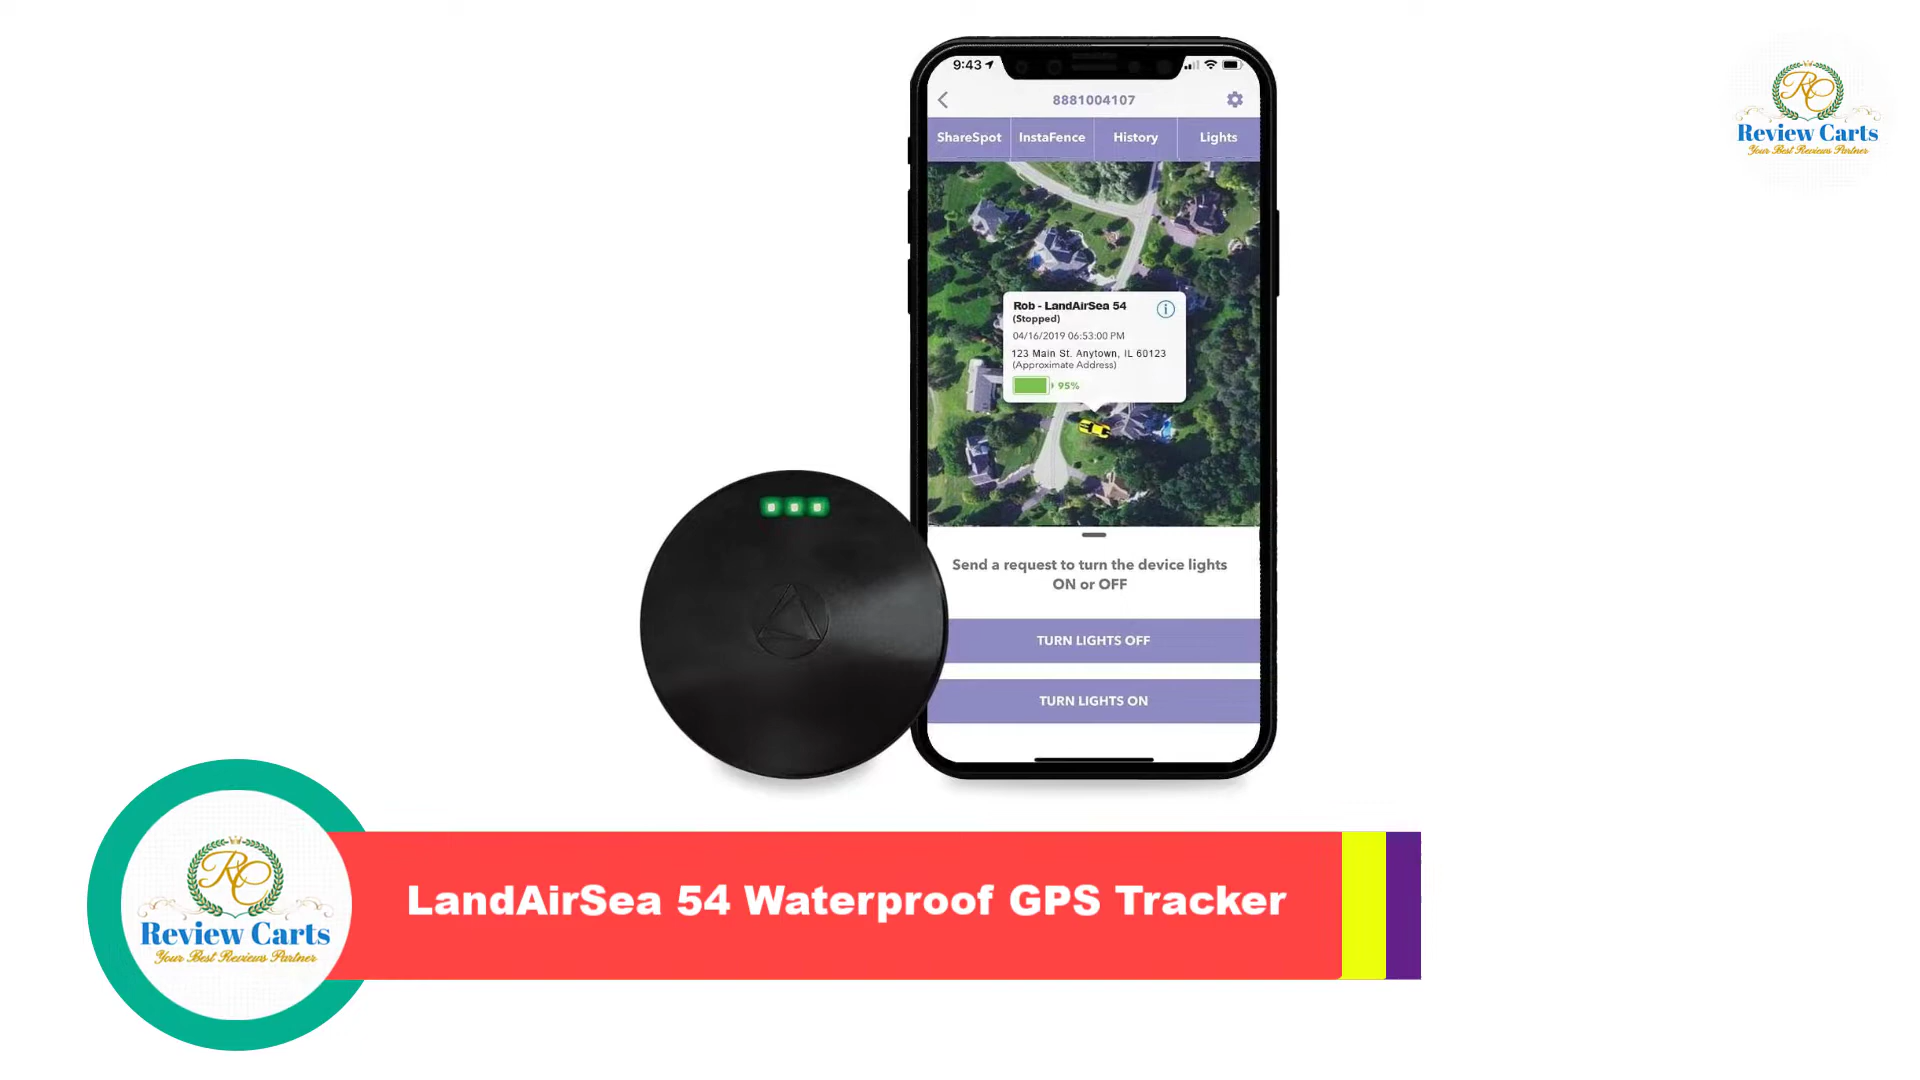 9:43
8881004107
ShareSpot InstaFence History Lights
Rob - LandAirSea 54
(Stopped)
04/16/2019 06:53:00 PM
123 Main St. Anytown, IL 60123
(Approximate Address)
95%
Send a request to turn the device lights
ON or OFF
TURN LIGHTS OFF
TURN LIGHTS ON
RC
Review Carts
Your Best Reviews Partner
RC
Review Carts
Your Best Reviews Partner
LandAirSea 54 Waterproof GPS Tracker